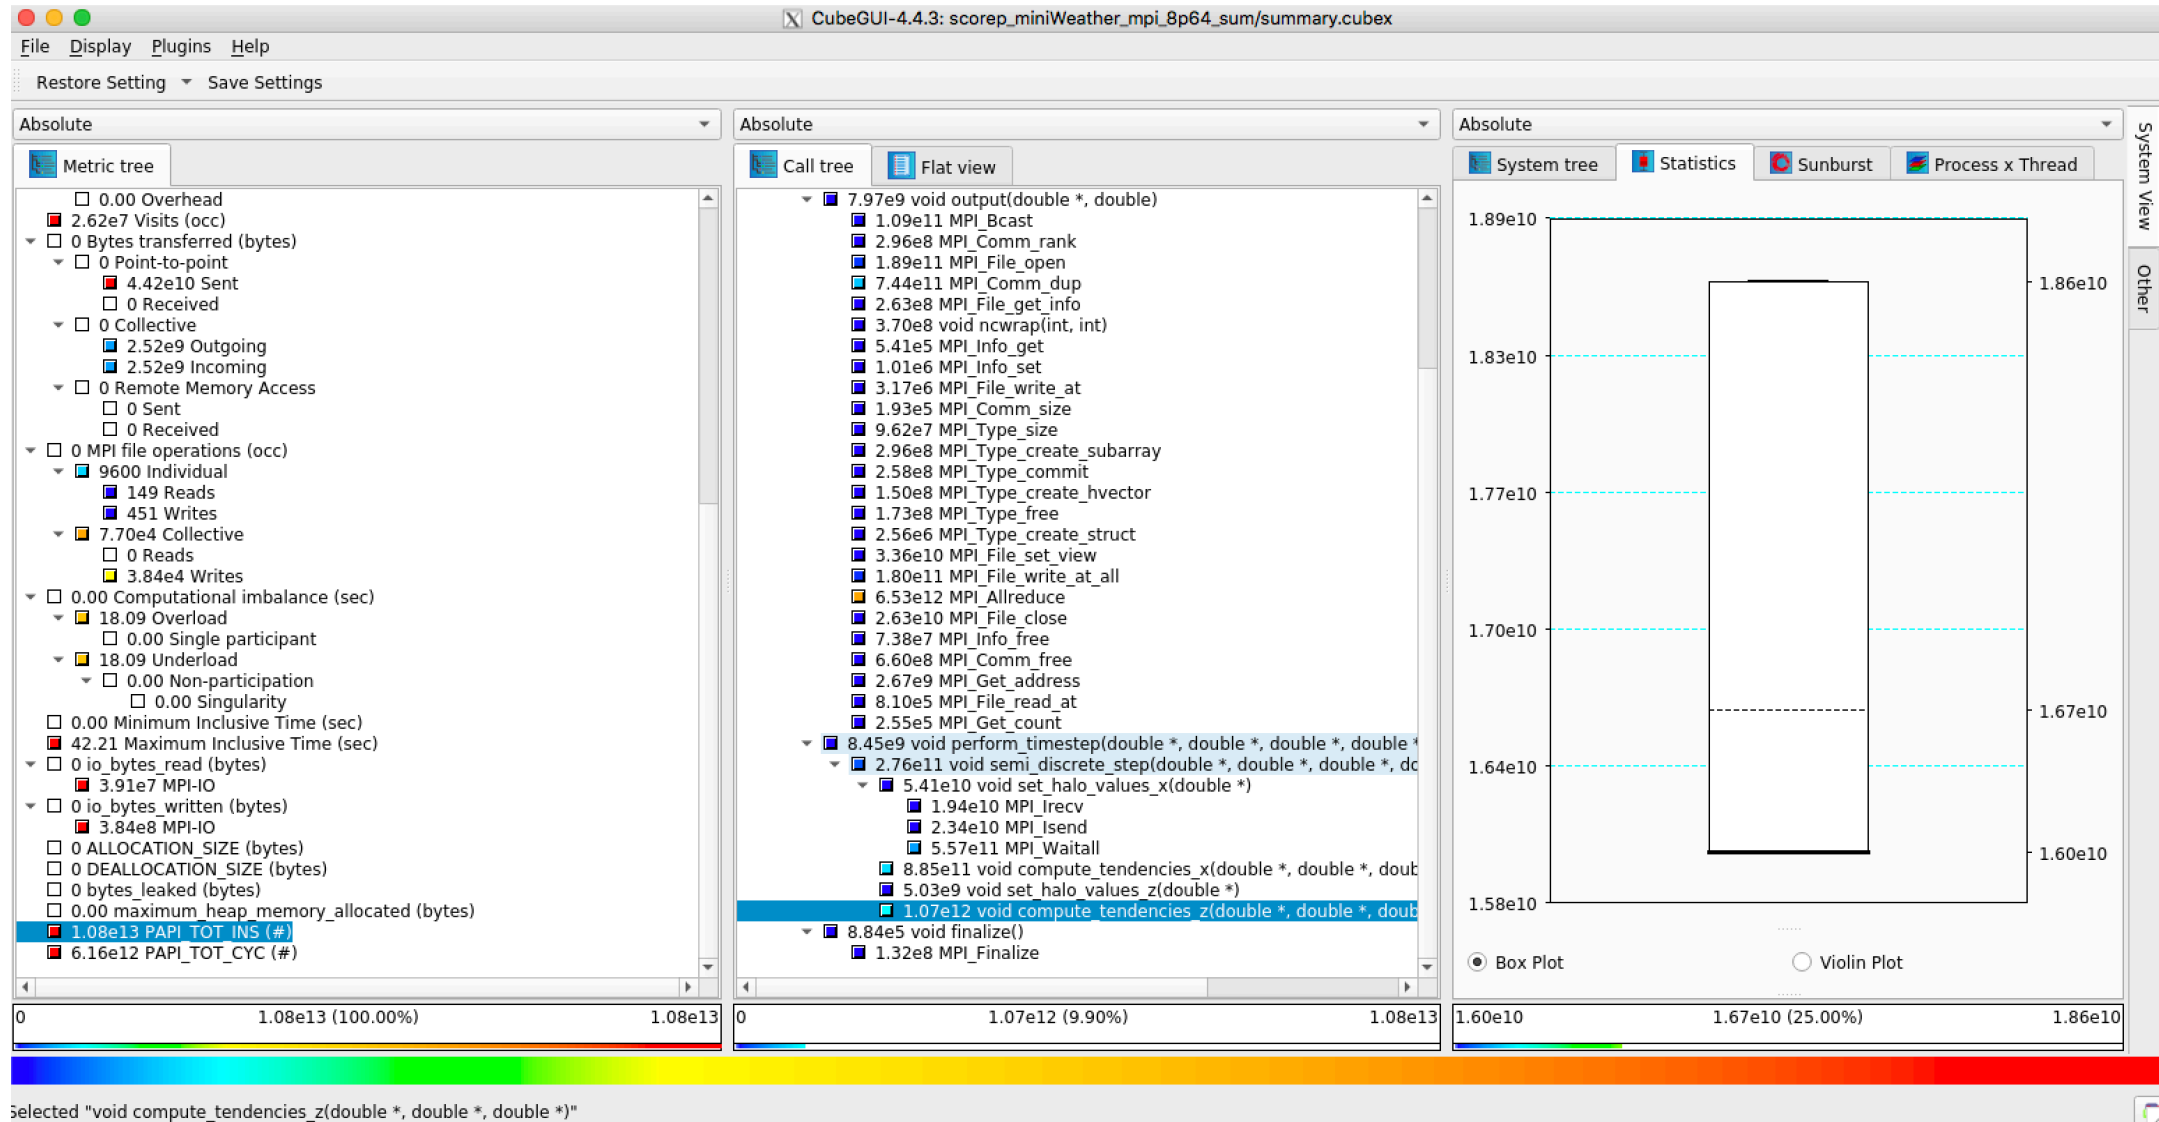 CubeGUI-4.4.3: scorep_miniWeather_mpi_8p64_sum/summary.cubex
File Display Plugins Help
Restore Setting Save Settings
Absolute
Metric tree
0.00 Overhead
2.62e7 Visits (occ)
0 Bytes transferred (bytes)
0 Point-to-point
4.42e10 Sent
0 Received
0 Collective
2.52e9 Outgoing
2.52e9 Incoming
0 Remote Memory Access
0 Sent
0 Received
0 MPI file operations (occ)
9600 Individual
149 Reads
451 Writes
7.70e4 Collective
0 Reads
3.84e4 Writes
0.00 Computational imbalance (sec)
18.09 Overload
0.00 Single participant
18.09 Underload
0.00 Non-participation
0.00 Singularity
0.00 Minimum Inclusive Time (sec)
42.21 Maximum Inclusive Time (sec)
0 io_bytes_read (bytes)
3.91e7 MPI-IO
0 io_bytes_written (bytes)
3.84e8 MPI-IO
0 ALLOCATION_SIZE (bytes)
0 DEALLOCATION_SIZE (bytes)
0 bytes_leaked (bytes)
0.00 maximum_heap_memory_allocated (bytes)
1.08e13 PAPI_TOT_INS (#)
6.16e12 PAPI_TOT_CYC (#)
0 1.08e13 (100.00%) 1.08e13
Absolute
Call tree Flat view
7.97e9 void output(double *, double)
1.09e11 MPI_Bcast
2.96e8 MPI_Comm_rank
1.89e11 MPI_File_open
7.44e11 MPI_Comm_dup
2.63e8 MPI_File_get_info
3.70e8 void ncwrap(int, int)
5.41e5 MPI_Info_get
1.01e6 MPI_Info_set
3.17e6 MPI_File_write_at
1.93e5 MPI_Comm_size
9.62e7 MPI_Type_size
2.96e8 MPI_Type_create_subarray
2.58e8 MPI_Type_commit
1.50e8 MPI_Type_create_hvector
1.73e8 MPI_Type_free
2.56e6 MPI_Type_create_struct
3.36e10 MPI_File_set_view
1.80e11 MPI_File_write_at_all
6.53e12 MPI_Allreduce
2.63e10 MPI_File_close
7.38e7 MPI_Info_free
6.60e8 MPI_Comm_free
2.67e9 MPI_Get_address
8.10e5 MPI_File_read_at
2.55e5 MPI_Get_count
8.45e9 void perform_timestep(double *, double *, double *, double *
2.76e11 void semi_discrete_step(double *, double *, double *, do
5.41e10 void set_halo_values_x(double *)
1.94e10 MPI_Irecv
2.34e10 MPI_Isend
5.57e11 MPI_Waitall
8.85e11 void compute_tendencies_x(double *, double *, doub
5.03e9 void set_halo_values_z(double *)
1.07e12 void compute_tendencies_z(double *, double *, doub
8.84e5 void finalize()
1.32e8 MPI_Finalize
0 1.07e12 (9.90%) 1.08e13
Absolute
System tree Statistics Sunburst Process x Thread
1.89e10
1.86e10
1.83e10
1.77e10
1.70e10
1.67e10
1.64e10
1.60e10
1.58e10
Box Plot Violin Plot
1.60e10 1.67e10 (25.00%) 1.86e10
System View
Other
Selected "void compute_tendencies_z(double *, double *, double *)"